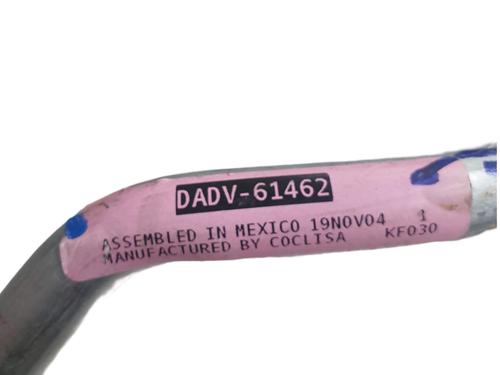 DADV-61462
ASSEMBLED IN MEXICO 19NOV04 1
MANUFACTURED BY COCLISA KF030